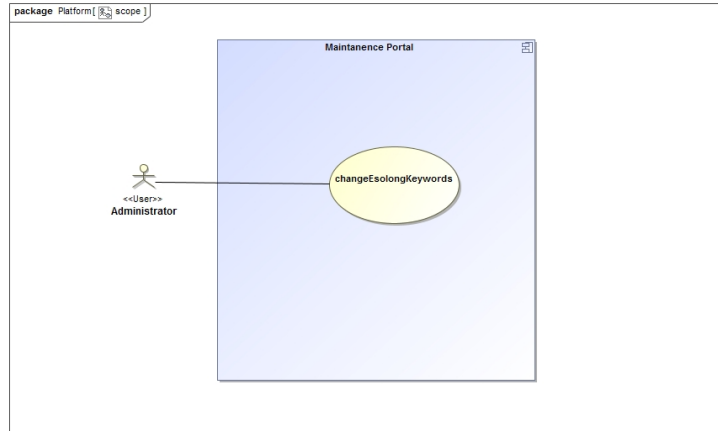 package Platform[ scope ]
Maintanence Portal
changeEsolongKeywords
<<User>>
Administrator